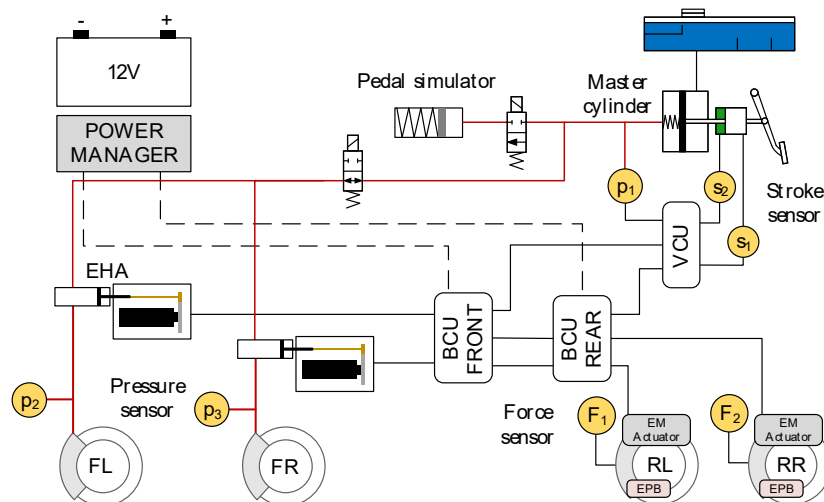 - +
12V
POWER
MANAGER
Pedal simulator
Master
cylinder
p1
s2
Stroke
sensor
s1
VCU
EHA
BCU
FRONT
BCU
REAR
Pressure
sensor
p2
p3
Force
sensor
F1
F2
EM
Actuator
EM
Actuator
FL
FR
RL
RR
EPB
EPB